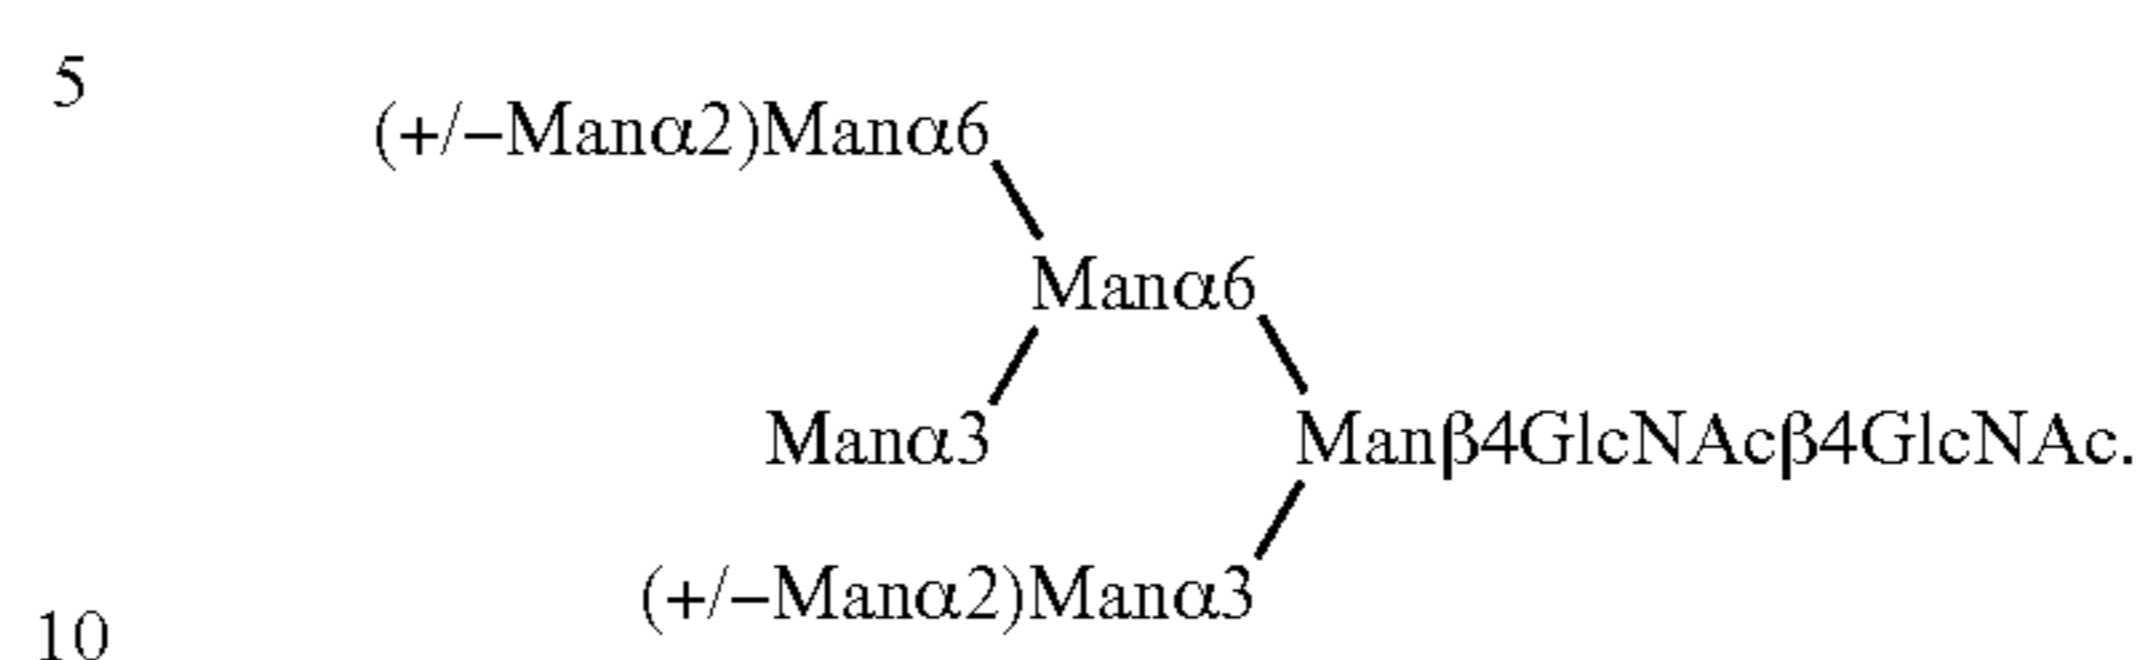 5
(+/−Manα2)Manα6
Manα6
Manα3
Manβ4GlcNAcβ4GlcNAc.
(+/−Manα2)Manα3
10